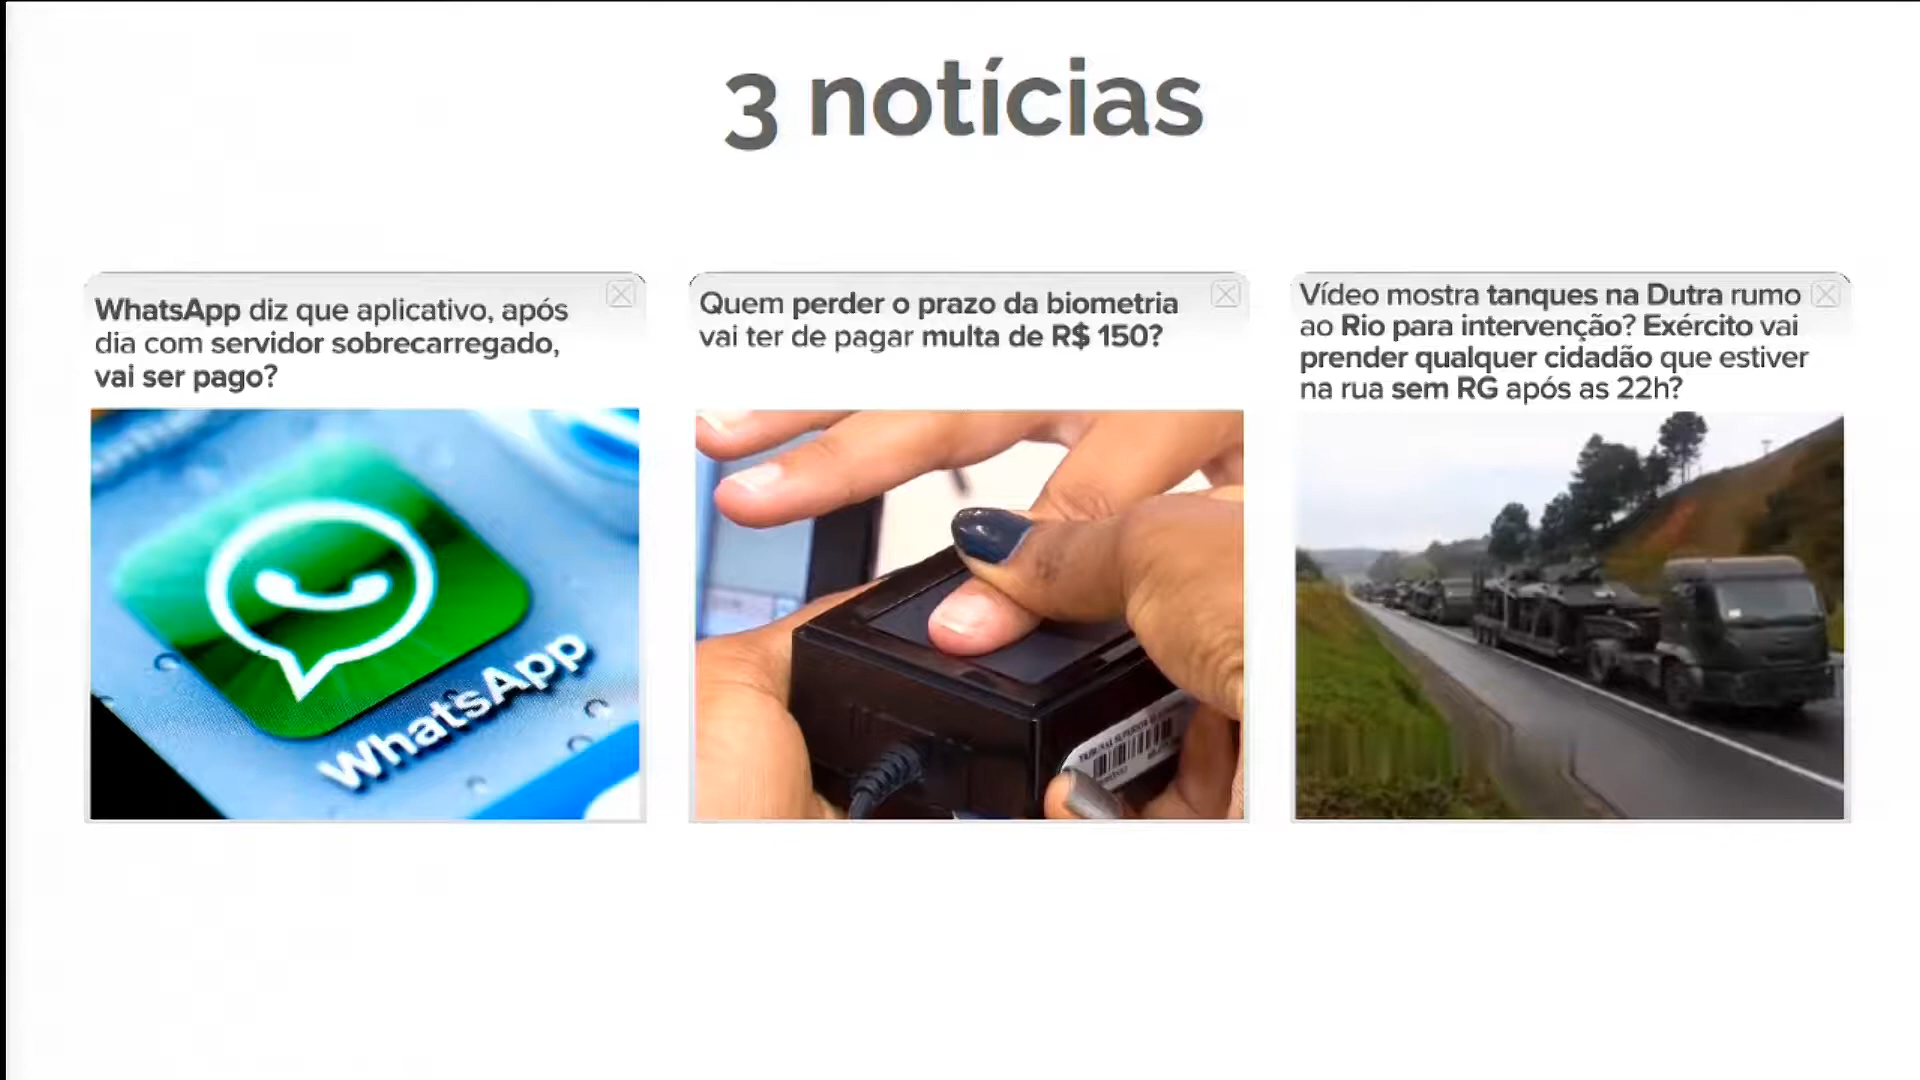 3 notícias
WhatsApp diz que aplicativo, após
dia com servidor sobrecarregado,
vai ser pago?
Quem perder o prazo da biometria
vai ter de pagar multa de R$ 150?
Vídeo mostra tanques na Dutra rumo
ao Rio para intervenção? Exército vai
prender qualquer cidadão que estiver
na rua sem RG após as 22h?
WhatsApp
TRIBUNAL SUPERIOR